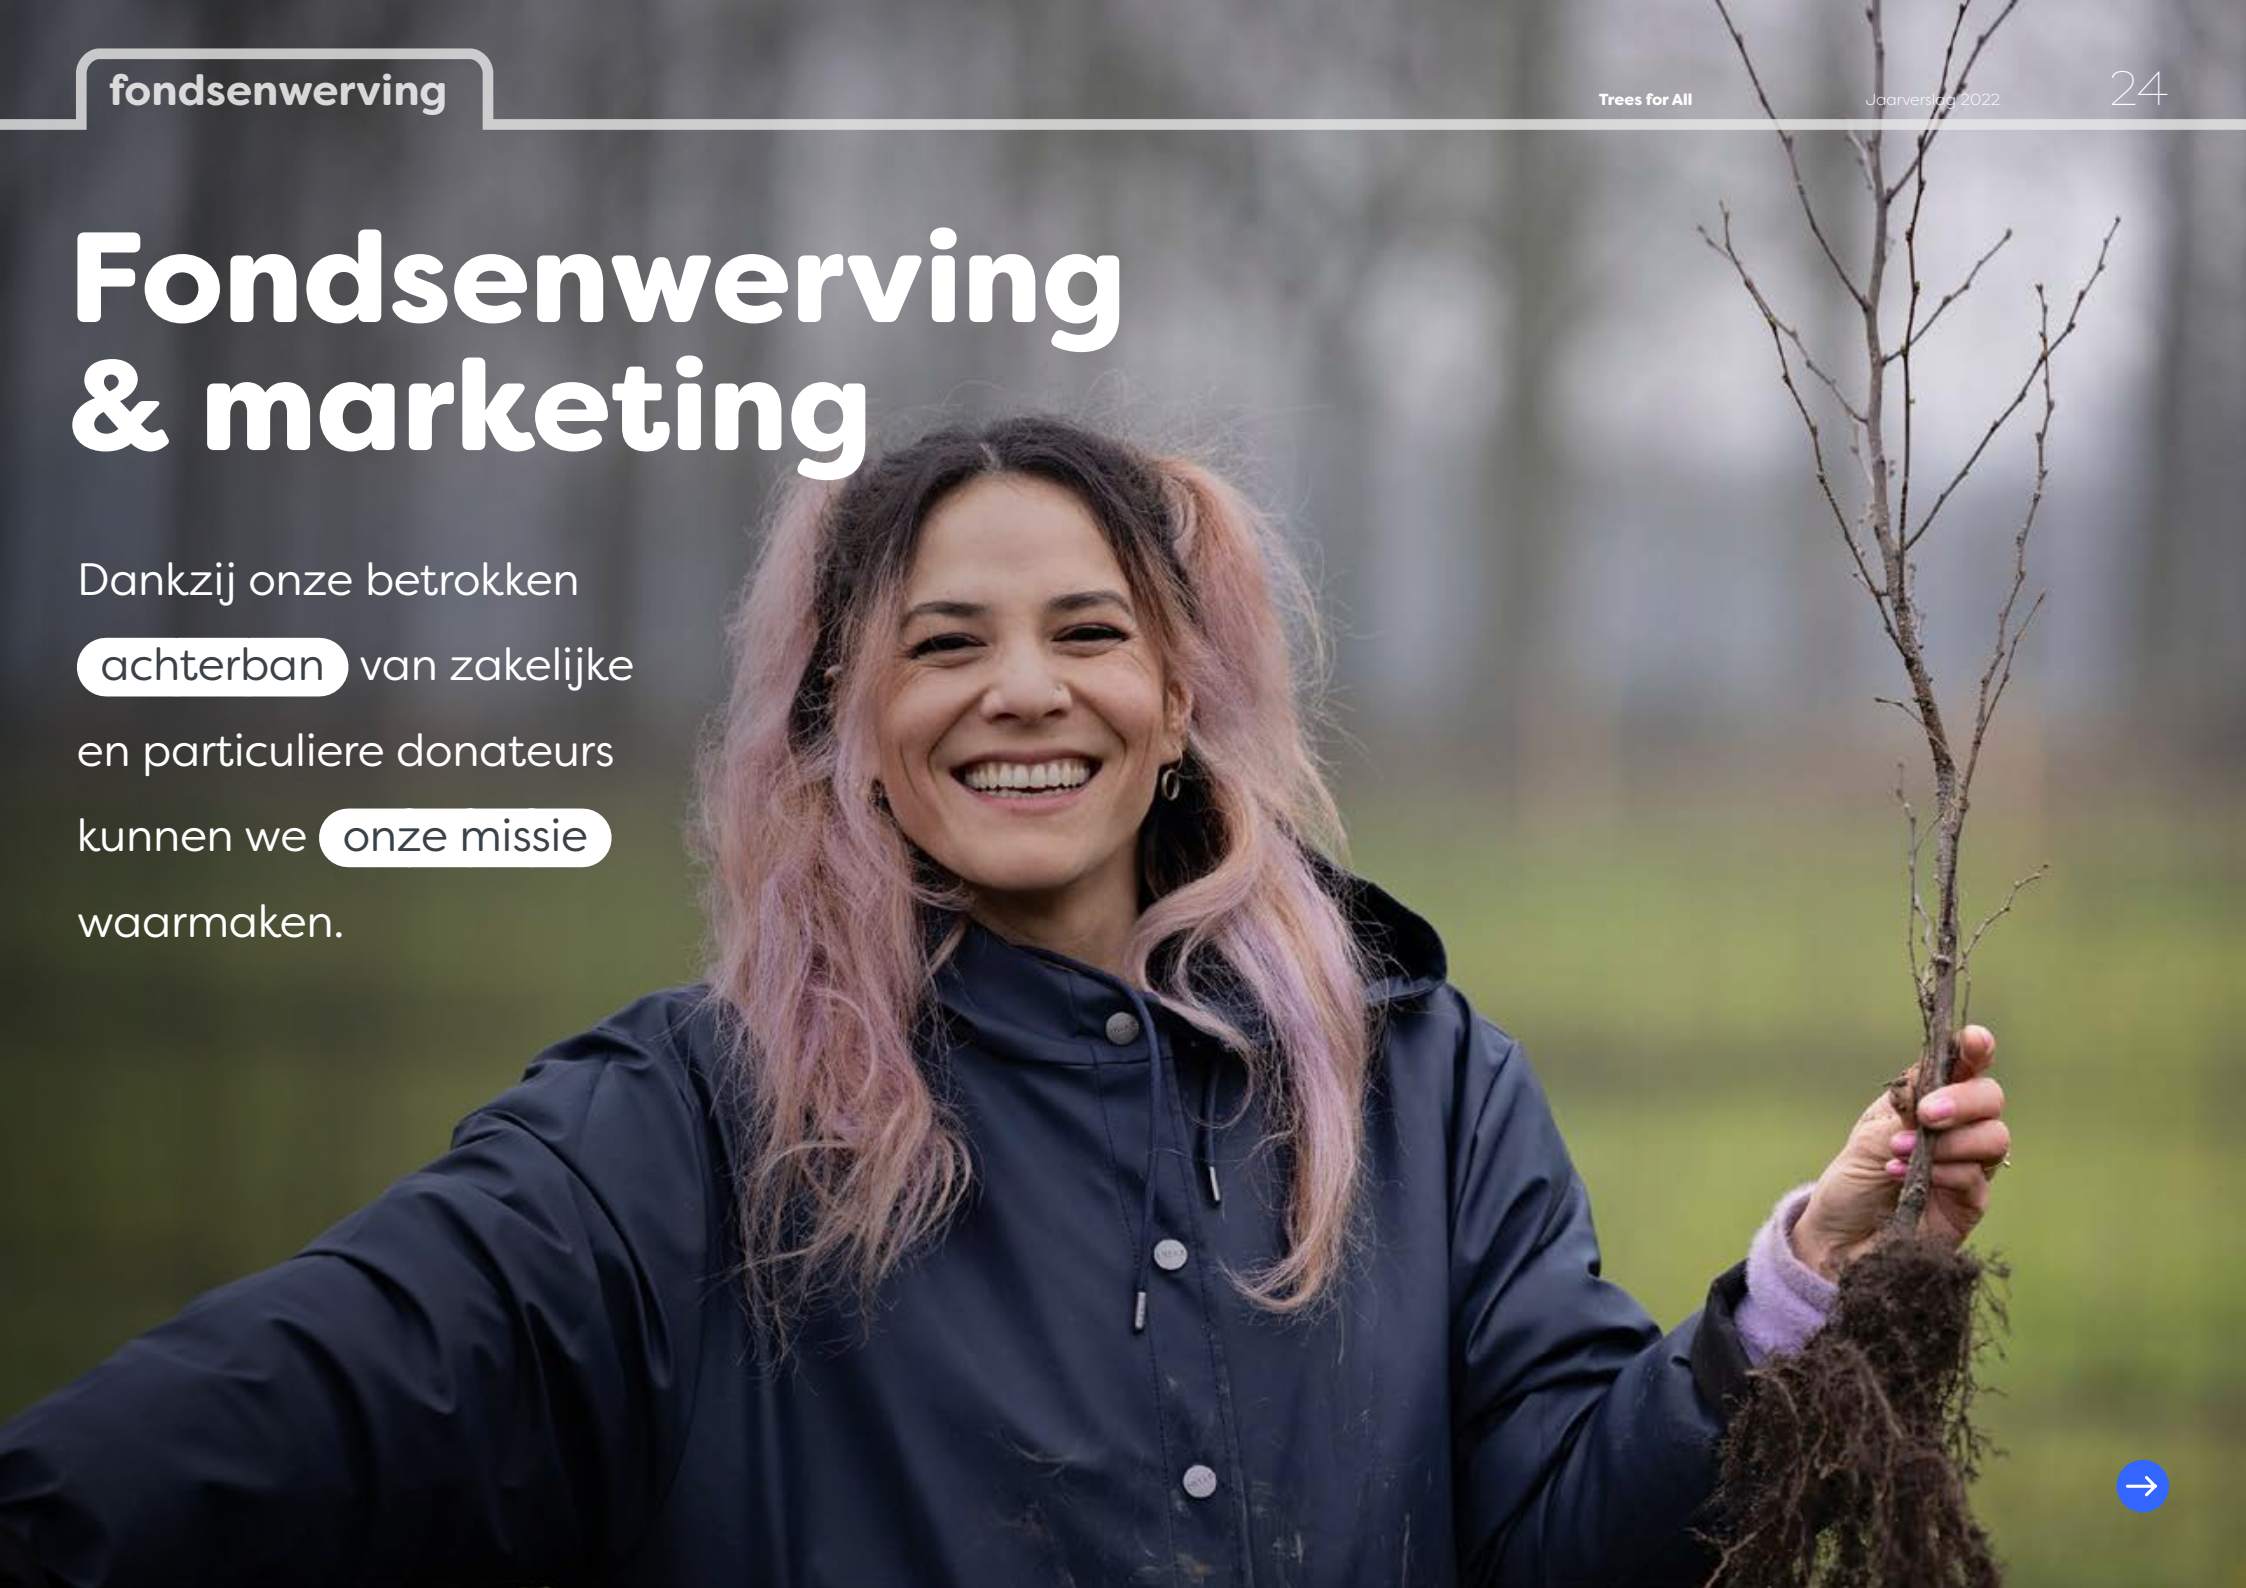 fondsenwerving
Trees for All
Jaarverslag 2022
24
Fondsenwerving
& marketing
Dankzij onze betrokken
achterban van zakelijke
en particuliere donateurs
kunnen we onze missie
waarmaken.